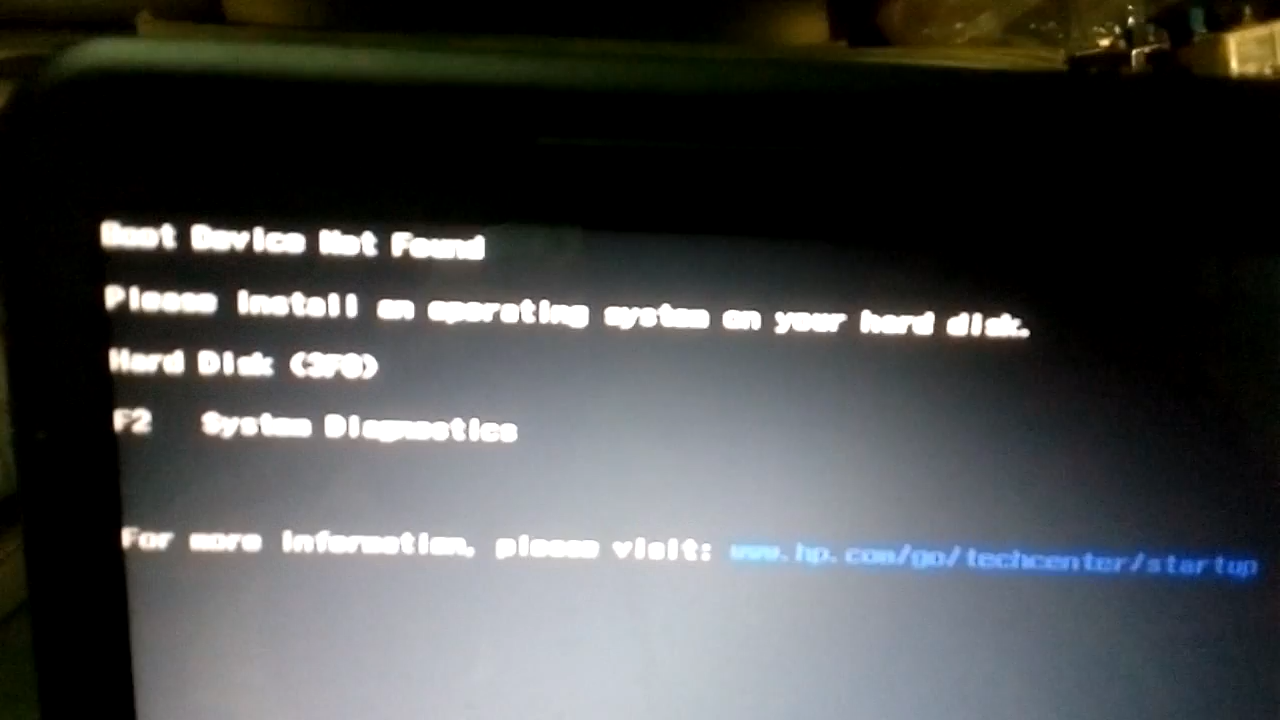 Boot Device Not Found
Please install an operating system on your hard disk.
Hard Disk (3F0)
F2 System Diagnostics
For more information, please visit: www.hp.com/go/techcenter/startup